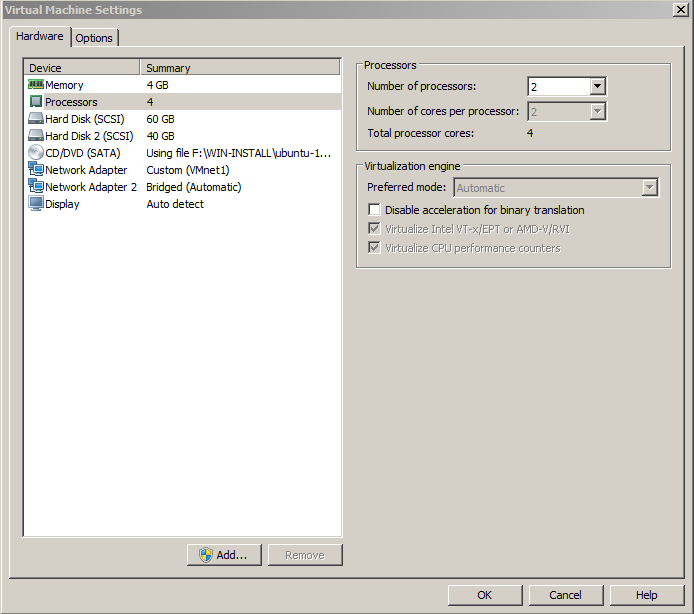 Virtual Machine Settings
Hardware
Options
Device Summary
Memory 4 GB
Processors 4
Hard Disk (SCSI) 60 GB
Hard Disk 2 (SCSI) 40 GB
CD/DVD (SATA) Using file F:\WIN-INSTALL\ubuntu-1...
Network Adapter Custom (VMnet1)
Network Adapter 2 Bridged (Automatic)
Display Auto detect
Add...
Remove
Processors
Number of processors: 2
Number of cores per processor: 2
Total processor cores: 4
Virtualization engine
Preferred mode: Automatic
Disable acceleration for binary translation
Virtualize Intel VT-x/EPT or AMD-V/RVI
Virtualize CPU performance counters
OK
Cancel
Help